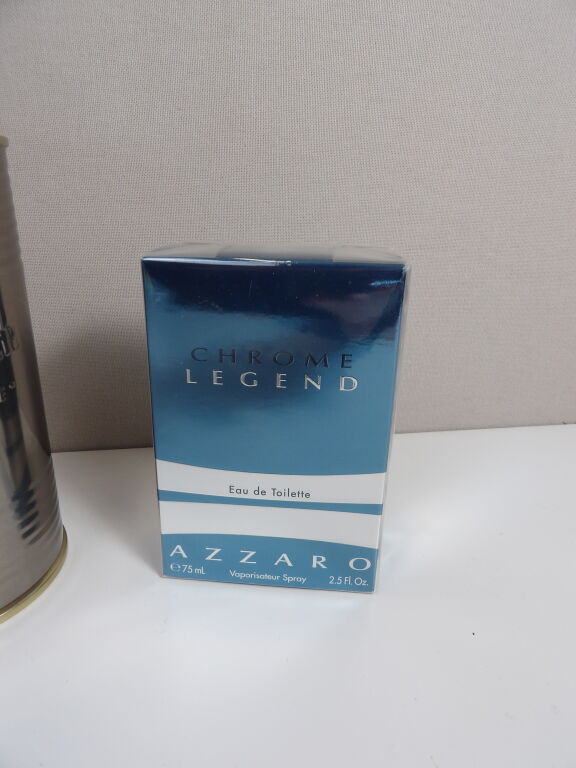 CHROME
LEGEND
Eau de Toilette
AZZARO
℮75 mL
Vaporisateur Spray
2.5 Fl. Oz.